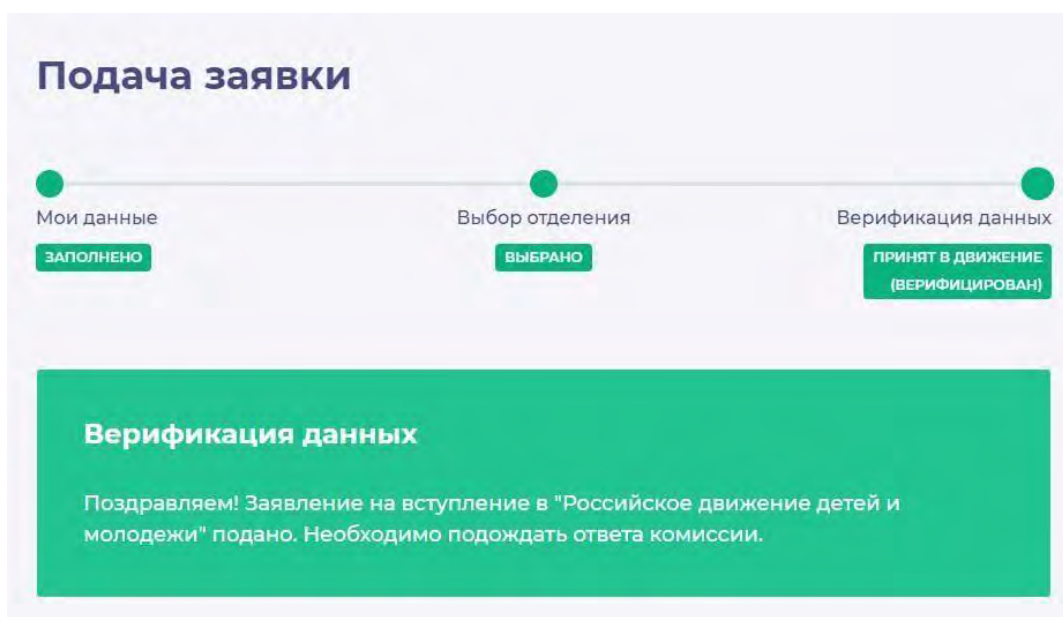 Подача заявки
Мои данные
ЗАПОЛНЕНО
Выбор отделения
ВЫБРАНО
Верификация данных
ПРИНЯТ В ДВИЖЕНИЕ
(ВЕРИФИЦИРОВАН)
Верификация данных
Поздравляем! Заявление на вступление в "Российское движение детей и
молодежи" подано. Необходимо подождать ответа комиссии.